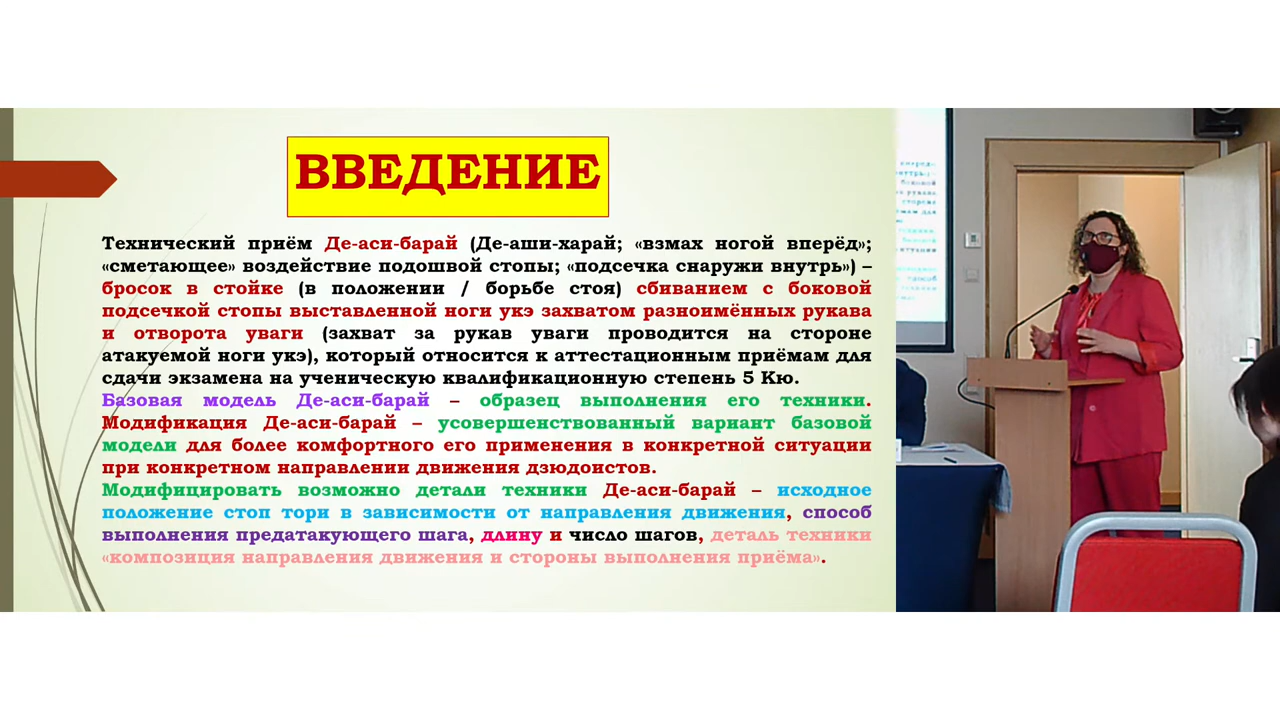 ВВЕДЕНИЕ
Технический приём Де-аси-барай (Де-аши-харай; «взмах ногой вперёд»;
«сметающее» воздействие подошвой стопы; «подсечка снаружи внутрь») –
бросок в стойке (в положении / борьбе стоя) сбиванием с боковой
подсечкой стопы выставленной ноги укэ захватом разноимённых рукава
и отворота уваги (захват за рукав уваги проводится на стороне
атакуемой ноги укэ), который относится к аттестационным приёмам для
сдачи экзамена на ученическую квалификационную степень 5 Кю.
Базовая модель Де-аси-барай – образец выполнения его техники.
Модификация Де-аси-барай – усовершенствованный вариант базовой
модели для более комфортного его применения в конкретной ситуации
при конкретном направлении движения дзюдоистов.
Модифицировать возможно детали техники Де-аси-барай – исходное
положение стоп тори в зависимости от направления движения, способ
выполнения предатакующего шага, длину и число шагов, деталь техники
«композиция направления движения и стороны выполнения приёма».